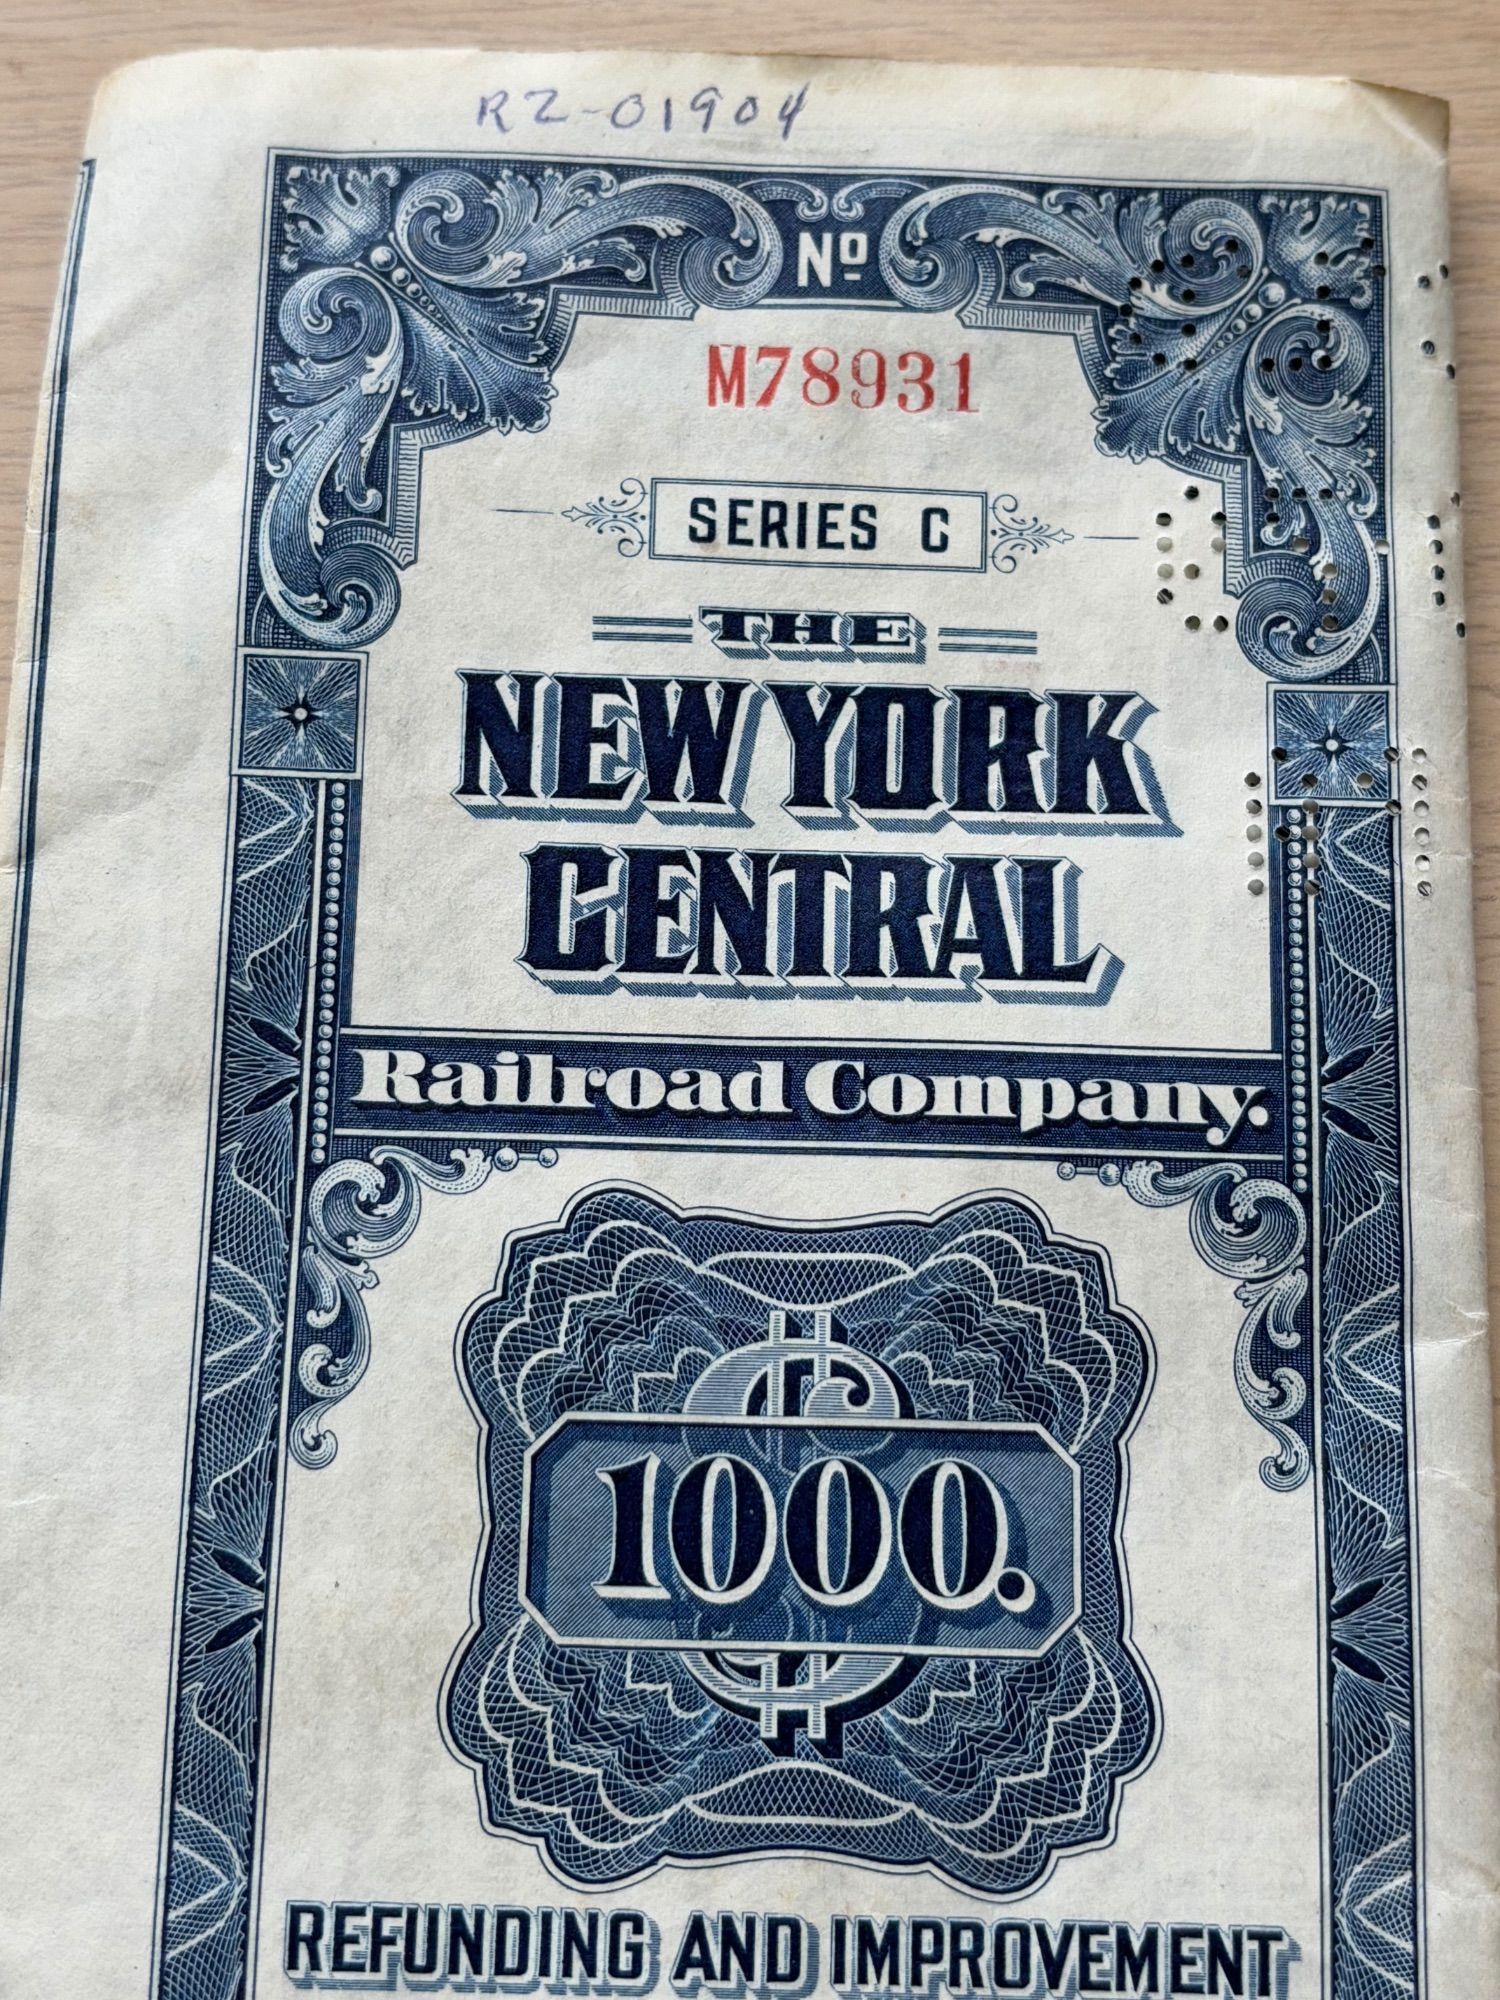 RZ-01904
Nº
M78931
SERIES C
THE
NEW YORK
CENTRAL
Railroad Company.
$
1000.
REFUNDING AND IMPROVEMENT